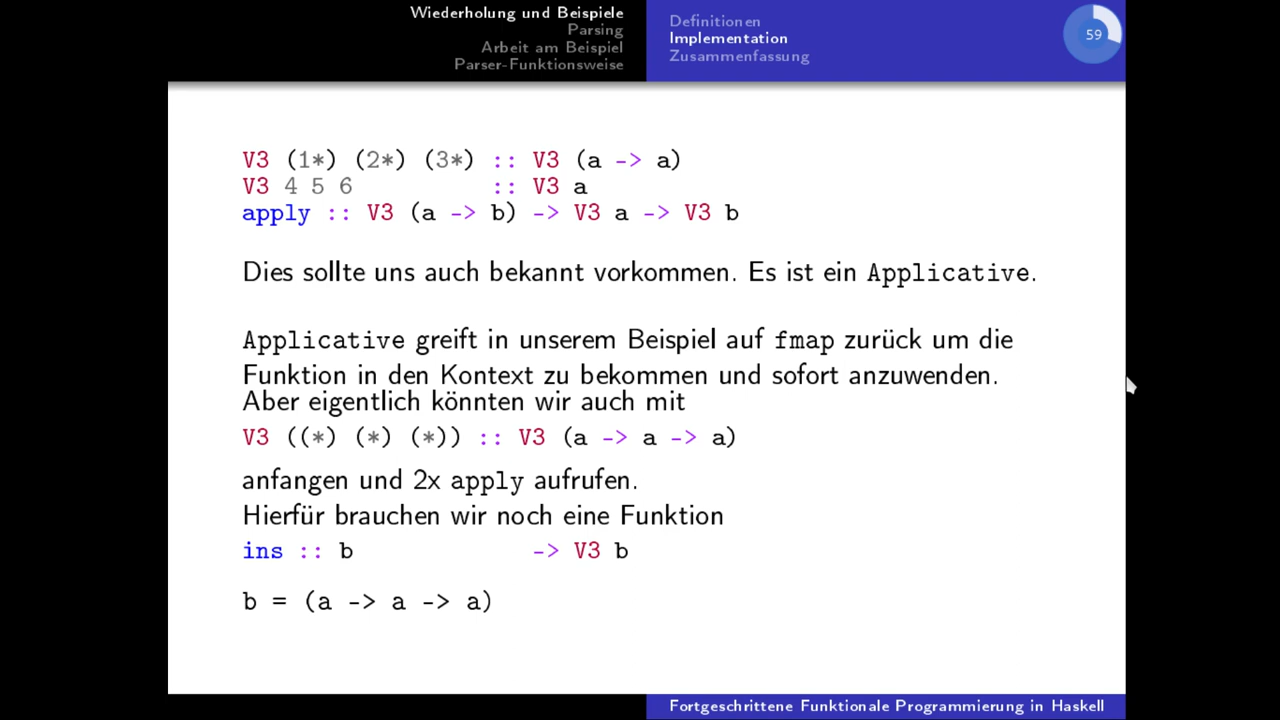 Wiederholung und Beispiele
Parsing
Arbeit am Beispiel
Parser-Funktionsweise
Definitionen
Implementation
Zusammenfassung
59
V3 (1*) (2*) (3*) :: V3 (a -> a)
V3 4 5 6 :: V3 a
apply :: V3 (a -> b) -> V3 a -> V3 b
Dies sollte uns auch bekannt vorkommen. Es ist ein Applicative.
Applicative greift in unserem Beispiel auf fmap zurück um die
Funktion in den Kontext zu bekommen und sofort anzuwenden.
Aber eigentlich könnten wir auch mit
V3 ((*) (*) (*)) :: V3 (a -> a -> a)
anfangen und 2x apply aufrufen.
Hierfür brauchen wir noch eine Funktion
ins :: b -> V3 b
b = (a -> a -> a)
Fortgeschrittene Funktionale Programmierung in Haskell